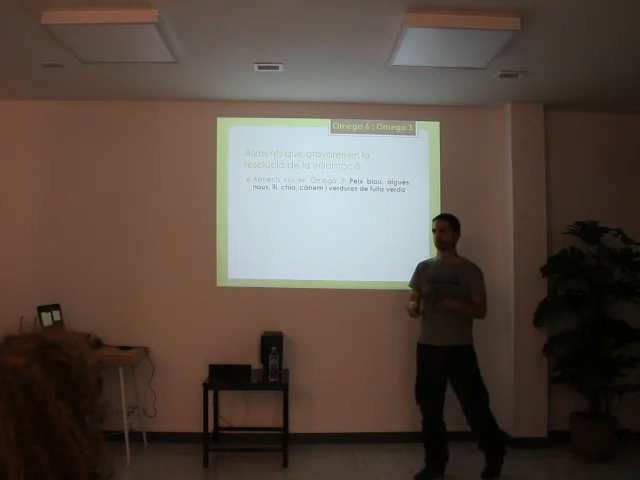 Omega 6 : Omega 3
Aliments que afavoreixen la
resolució de la inflamació
Aliments rics en Omega 3: Peix blau, algues,
nous, lli, chia, cànem i verdures de fulla verda